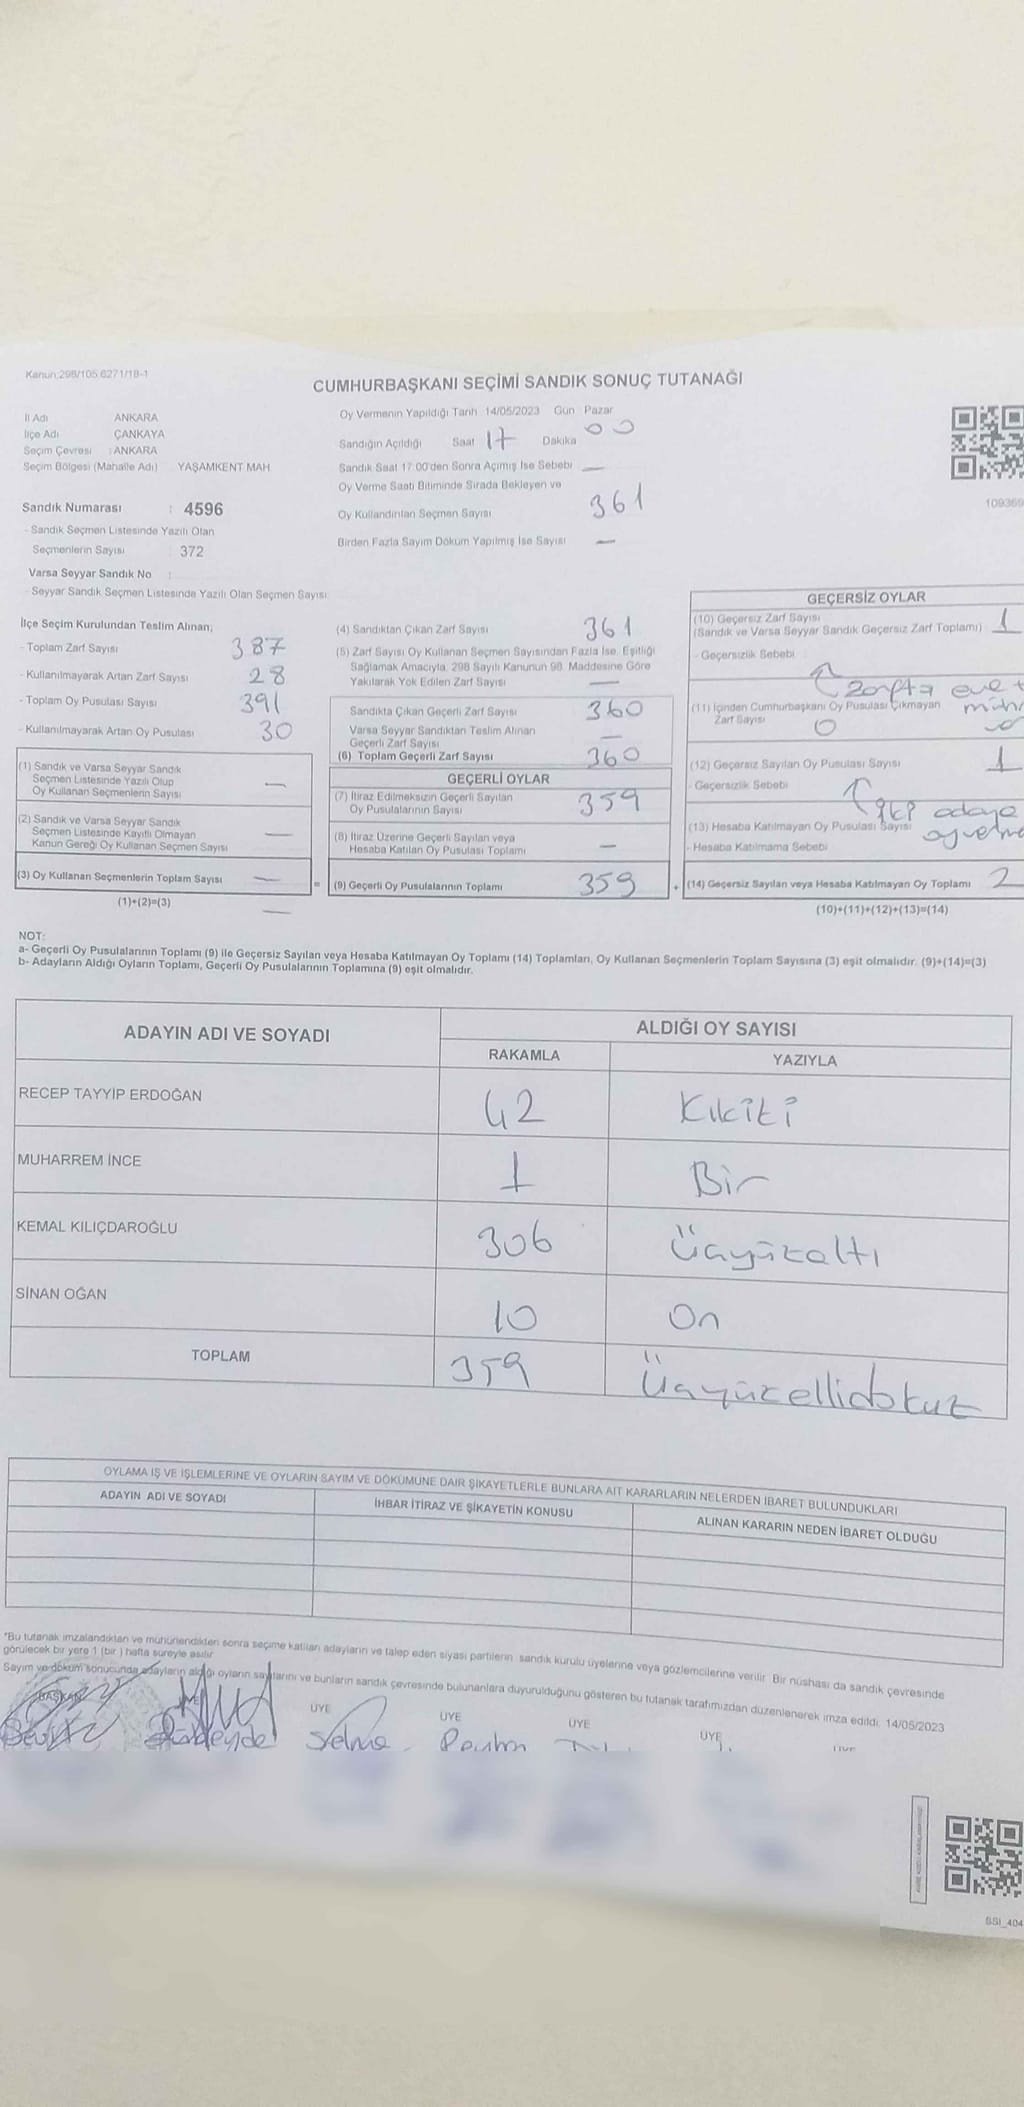 Kanun:298/105 6271/18-1
CUMHURBAŞKANI SEÇİMİ SANDIK SONUÇ TUTANAĞI
İl Adı ANKARA
İlçe Adı ÇANKAYA
Seçim Çevresi : ANKARA
Seçim Bölgesi (Mahalle Adı) YAŞAMKENT MAH
Sandık Numarası : 4596
- Sandık Seçmen Listesinde Yazılı Olan
Seçmenlerin Sayısı : 372
Varsa Seyyar Sandık No :
- Seyyar Sandık Seçmen Listesinde Yazılı Olan Seçmen Sayısı:
Oy Vermenin Yapıldığı Tarih 14/05/2023 Gün Pazar
Sandığın Açıldığı Saat 17 Dakika 00
Sandık Saat 17:00'den Sonra Açımış İse Sebebi —
Oy Verme Saati Bitiminde Sırada Bekleyen ve
Oy Kullandırılan Seçmen Sayısı 361
Birden Fazla Sayım Döküm Yapılmış İse Sayısı —
109369
İlçe Seçim Kurulundan Teslim Alınan;
- Toplam Zarf Sayısı 387
- Kullanılmayarak Artan Zarf Sayısı 28
- Toplam Oy Pusulası Sayısı 391
- Kullanılmayarak Artan Oy Pusulası 30
(1) Sandık ve Varsa Seyyar Sandık
Seçmen Listesinde Yazılı Olup
Oy Kullanan Seçmenlerin Sayısı —
(2) Sandık ve Varsa Seyyar Sandık
Seçmen Listesinde Kayıtlı Olmayan
Kanun Gereği Oy Kullanan Seçmen Sayısı —
(3) Oy Kullanan Seçmenlerin Toplam Sayısı —
(1)+(2)=(3) —
(4) Sandıktan Çıkan Zarf Sayısı 361
(5) Zarf Sayısı Oy Kullanan Seçmen Sayısından Fazla İse, Eşitliği
Sağlamak Amacıyla, 298 Sayılı Kanunun 98. Maddesine Göre
Yakılarak Yok Edilen Zarf Sayısı —
Sandıkta Çıkan Geçerli Zarf Sayısı 360
Varsa Seyyar Sandıktan Teslim Alınan
Geçerli Zarf Sayısı —
(6) Toplam Geçerli Zarf Sayısı 360
GEÇERLİ OYLAR
(7) İtiraz Edilmeksizin Geçerli Sayılan
Oy Pusulalarının Sayısı 359
(8) İtiraz Üzerine Geçerli Sayılan veya
Hesaba Katılan Oy Pusulası Toplamı —
= (9) Geçerli Oy Pusulalarının Toplamı 359
GEÇERSİZ OYLAR
(10) Geçersiz Zarf Sayısı
(Sandık ve Varsa Seyyar Sandık Geçersiz Zarf Toplamı) 1
- Geçersizlik Sebebi
zarfta evet
(11) İçinden Cumhurbaşkanı Oy Pusulası Çıkmayan
Zarf Sayısı 0
(12) Geçersiz Sayılan Oy Pusulası Sayısı 1
- Geçersizlik Sebebi
iki adaya
(13) Hesaba Katılmayan Oy Pusulası Sayısı
- Hesaba Katılmama Sebebi
+ (14) Geçersiz Sayılan veya Hesaba Katılmayan Oy Toplamı 2
(10)+(11)+(12)+(13)=(14)
NOT:
a- Geçerli Oy Pusulalarının Toplamı (9) ile Geçersiz Sayılan veya Hesaba Katılmayan Oy Toplamı (14) Toplamları, Oy Kullanan Seçmenlerin Toplam Sayısına (3) eşit olmalıdır. (9)+(14)=(3)
b- Adayların Aldığı Oyların Toplamı, Geçerli Oy Pusulalarının Toplamına (9) eşit olmalıdır.
ADAYIN ADI VE SOYADI ALDIĞI OY SAYISI
RAKAMLA YAZIYLA
RECEP TAYYİP ERDOĞAN 42 Kıkiti
MUHARREM İNCE 1 Bir
KEMAL KILIÇDAROĞLU 306 Üçyüzaltı
SİNAN OĞAN 10 On
TOPLAM 359 Üçyüzellidokuz
OYLAMA İŞ VE İŞLEMLERİNE VE OYLARIN SAYIM VE DÖKÜMÜNE DAİR ŞİKAYETLERLE BUNLARA AİT KARARLARIN NELERDEN İBARET BULUNDUKLARI
ADAYIN ADI VE SOYADI İHBAR İTİRAZ VE ŞİKAYETİN KONUSU ALINAN KARARIN NEDEN İBARET OLDUĞU
*Bu tutanak imzalandıktan ve mühürlendikten sonra seçime katılan adayların ve talep eden siyasi partilerin sandık kurulu üyelerine veya gözlemcilerine verilir. Bir nüshası da sandık çevresinde
görülecek bir yere 1 (bir ) hafta süreyle asılır
Sayım ve döküm sonucunda adayların aldığı oyların sayılarını ve bunların sandık çevresinde bulunanlara duyurulduğunu gösteren bu tutanak tarafımızdan düzenlenerek imza edildi. 14/05/2023
BAŞKAN ÜYE ÜYE ÜYE ÜYE
Selma
SSI_404